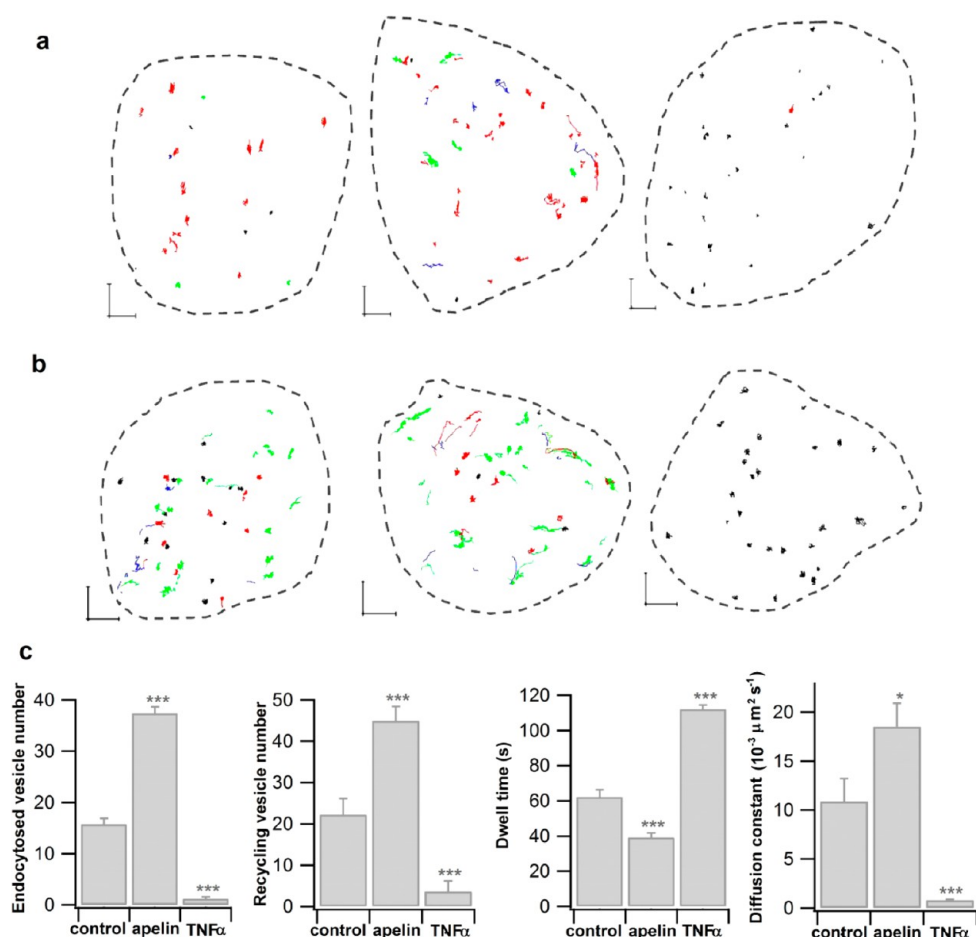 a
b
c
Endocytosed vesicle number
40
30
20
10
0
***
***
control apelin TNFα
Recycling vesicle number
50
40
30
20
10
0
***
***
control apelin TNFα
Dwell time (s)
120
100
80
60
40
20
0
***
***
control apelin TNFα
Diffusion constant (10⁻³ μm² s⁻¹)
20
15
10
5
0
*
***
control apelin TNFα